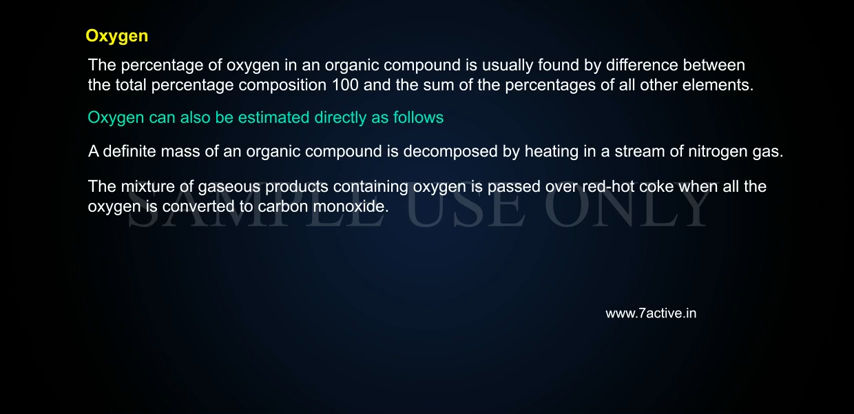 Oxygen
The percentage of oxygen in an organic compound is usually found by difference between
the total percentage composition 100 and the sum of the percentages of all other elements.
Oxygen can also be estimated directly as follows
A definite mass of an organic compound is decomposed by heating in a stream of nitrogen gas.
The mixture of gaseous products containing oxygen is passed over red-hot coke when all the
oxygen is converted to carbon monoxide.
SAMPLE USE ONLY
www.7active.in